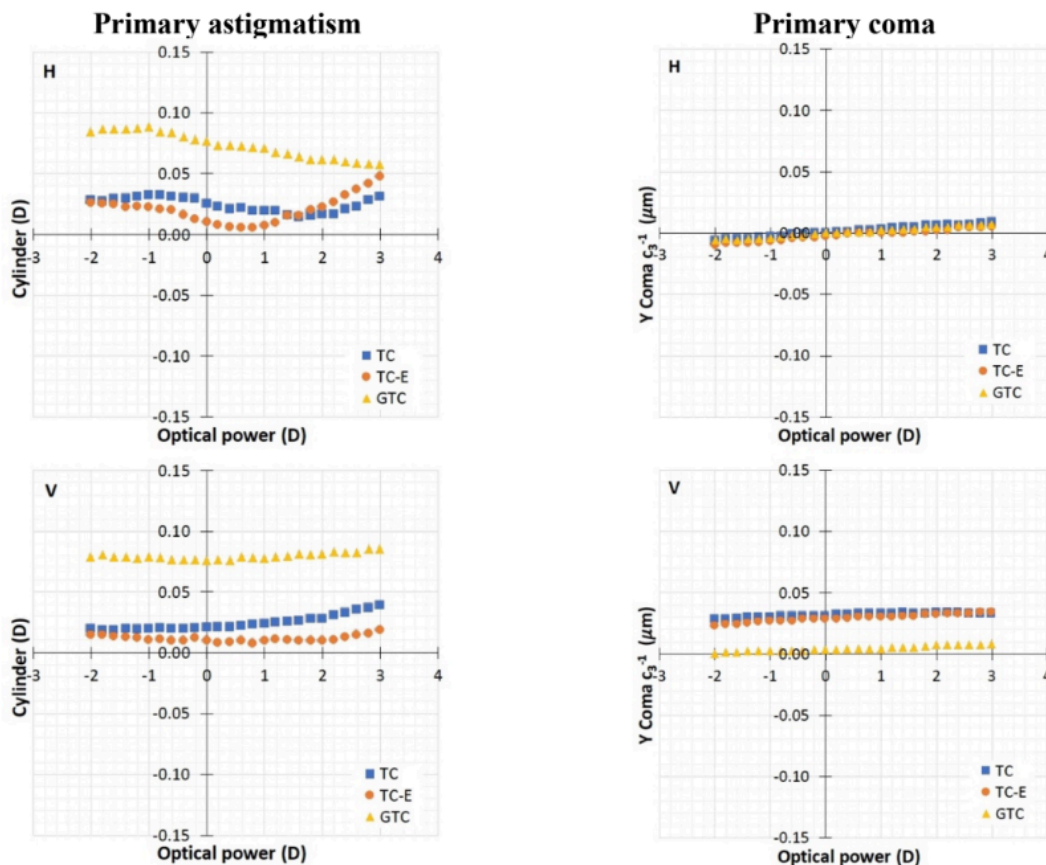 Primary astigmatism
H
0.15
0.10
0.05
0.00
-0.05
-0.10
-0.15
-3 -2 -1 0 1 2 3 4
Cylinder (D)
Optical power (D)
TC
TC-E
GTC
Primary coma
H
0.15
0.10
0.05
0.00
-0.05
-0.10
-0.15
-3 -2 -1 0 1 2 3 4
Y Coma c₃⁻¹ (µm)
Optical power (D)
TC
TC-E
GTC
V
0.15
0.10
0.05
0.00
-0.05
-0.10
-0.15
-3 -2 -1 0 1 2 3 4
Cylinder (D)
Optical power (D)
TC
TC-E
GTC
V
0.15
0.10
0.05
0.00
-0.05
-0.10
-0.15
-3 -2 -1 0 1 2 3 4
Y Coma c₃⁻¹ (µm)
Optical power (D)
TC
TC-E
GTC